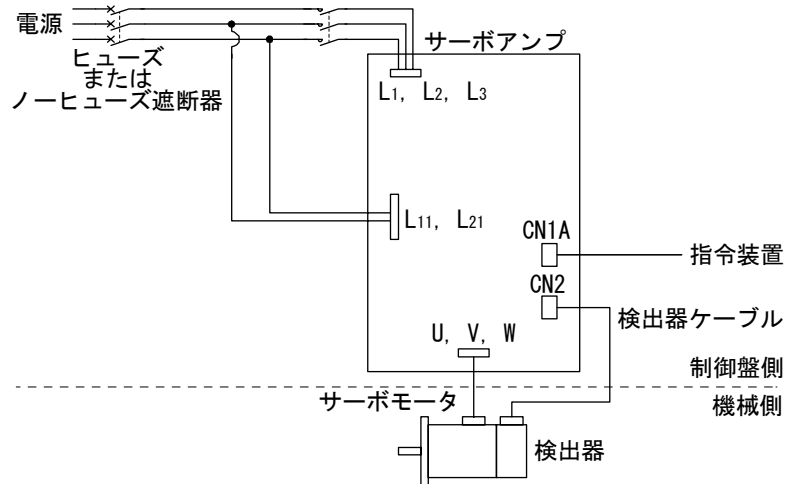 電源
ヒューズ
または
ノーヒューズ遮断器
サーボアンプ
L1, L2, L3
L11, L21
CN1A
指令装置
CN2
検出器ケーブル
U, V, W
制御盤側
機械側
サーボモータ
検出器